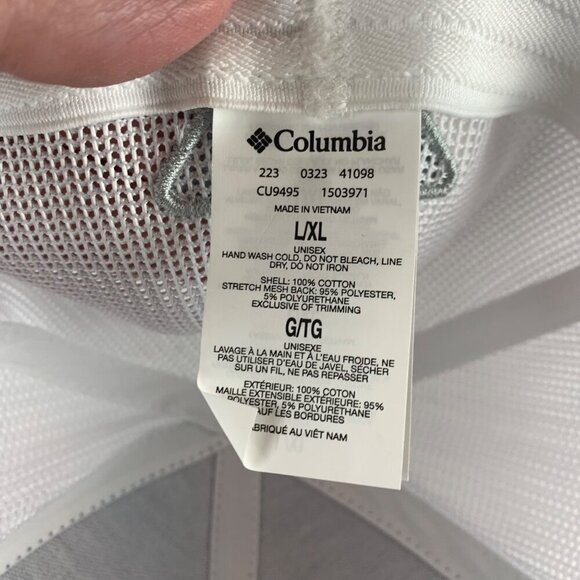 Columbia
223 0323 41098
CU9495 1503971
MADE IN VIETNAM
L/XL
UNISEX
HAND WASH COLD, DO NOT BLEACH, LINE
DRY, DO NOT IRON
SHELL: 100% COTTON
STRETCH MESH BACK: 95% POLYESTER,
5% POLYURETHANE
EXCLUSIVE OF TRIMMING
G/TG
UNISEXE
LAVAGE À LA MAIN ET À L'EAU FROIDE, NE
PAS UTILISER D'EAU DE JAVEL, SÉCHER
SUR UN FIL, NE PAS REPASSER
EXTÉRIEUR: 100% COTON
MAILLE EXTENSIBLE EXTÉRIEURE: 95%
POLYESTER, 5% POLYURÉTHANE
AUF LES BORDURES
ABRIQUÉ AU VIÊT NAM